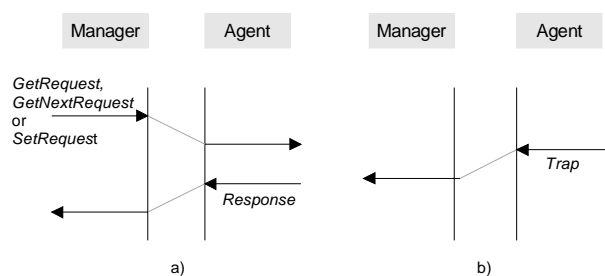 Manager Agent Manager Agent
GetRequest,
GetNextRequest
or
SetRequest
Trap
Response
a) b)